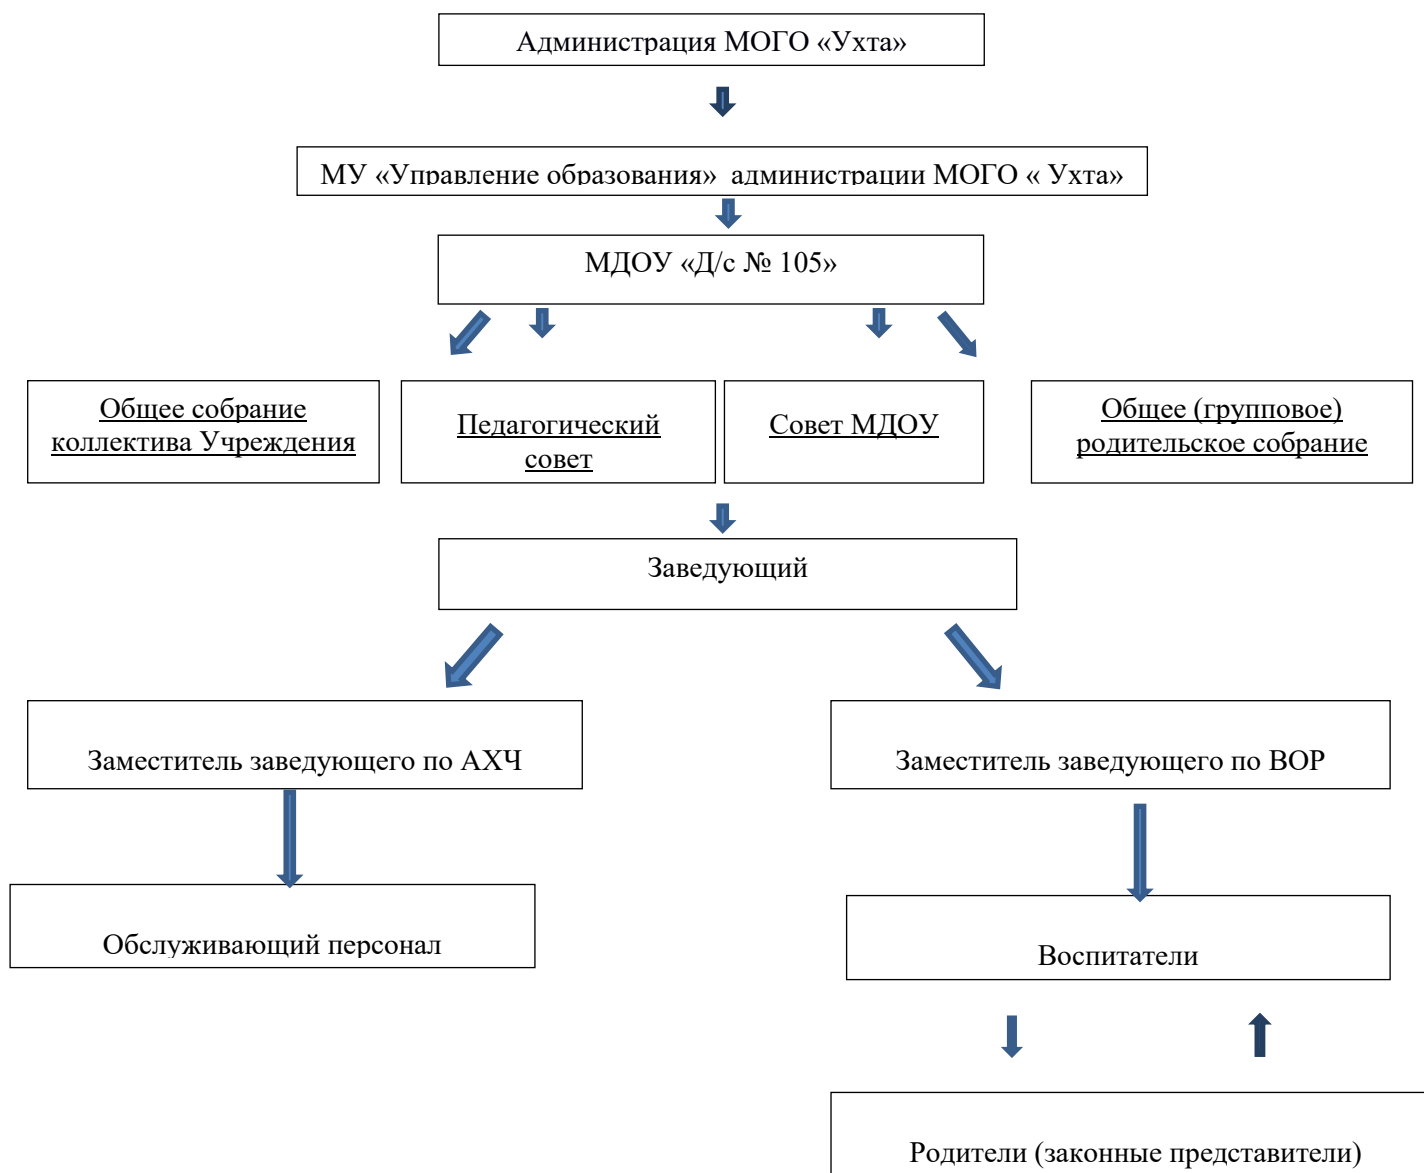 Администрация МОГО «Ухта»
МУ «Управление образования» администрации МОГО « Ухта»
МДОУ «Д/с № 105»
Общее собрание
коллектива Учреждения
Педагогический
совет
Совет МДОУ
Общее (групповое)
родительское собрание
Заведующий
Заместитель заведующего по АХЧ
Заместитель заведующего по ВОР
Обслуживающий персонал
Воспитатели
Родители (законные представители)